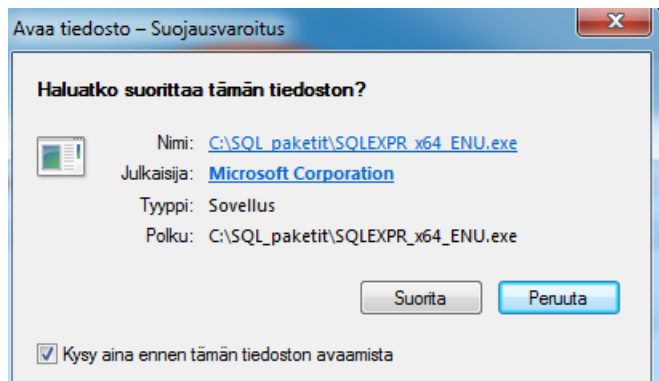 Avaa tiedosto – Suojausvaroitus
Haluatko suorittaa tämän tiedoston?
Nimi: C:\SQL_paketit\SQLEXPR_x64_ENU.exe
Julkaisija: Microsoft Corporation
Tyyppi: Sovellus
Polku: C:\SQL_paketit\SQLEXPR_x64_ENU.exe
Suorita Peruuta
Kysy aina ennen tämän tiedoston avaamista